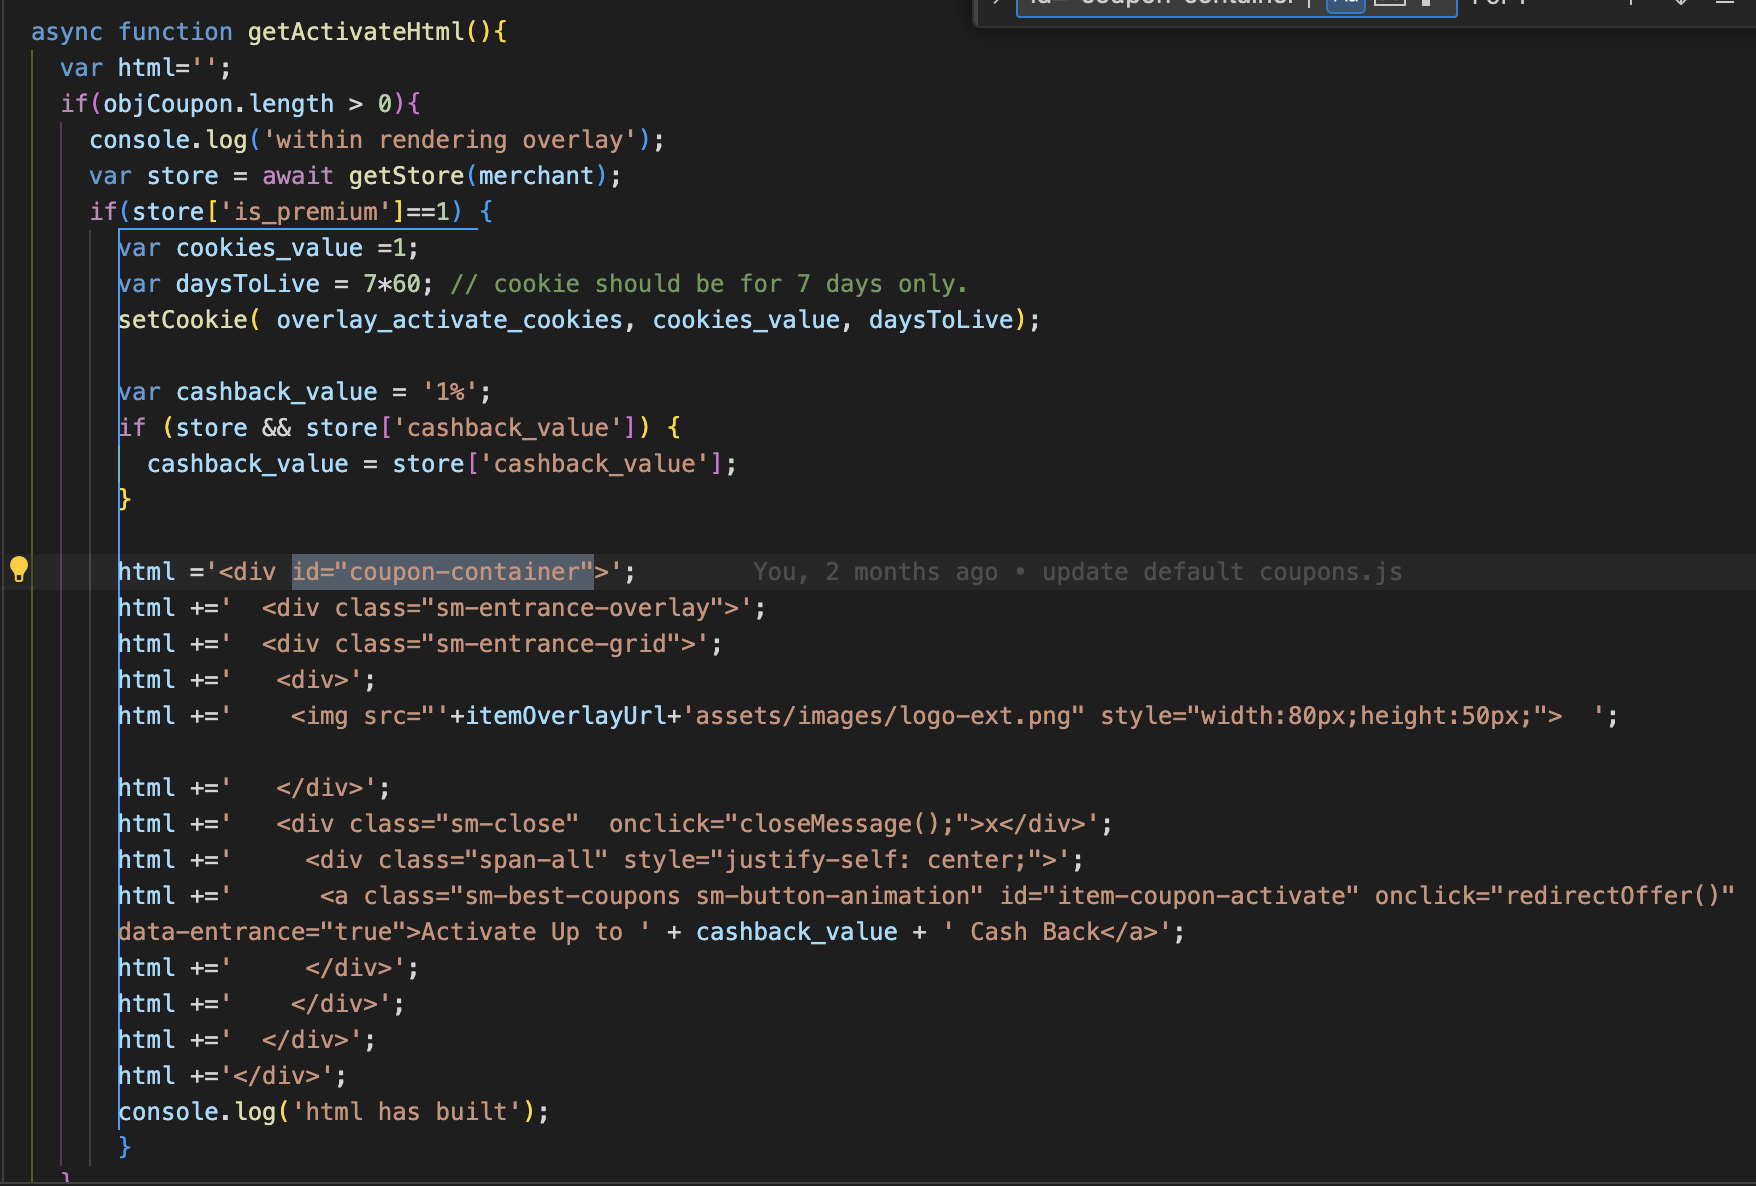 async function getActivateHtml(){
  var html='';
  if(objCoupon.length > 0){
    console.log('within rendering overlay');
    var store = await getStore(merchant);
    if(store['is_premium']==1) {
      var cookies_value =1;
      var daysToLive = 7*60; // cookie should be for 7 days only.
      setCookie( overlay_activate_cookies, cookies_value, daysToLive);
      var cashback_value = '1%';
      if (store && store['cashback_value']) {
        cashback_value = store['cashback_value'];
      }
      html ='<div id="coupon-container">';        You, 2 months ago • update default coupons.js
      html +='  <div class="sm-entrance-overlay">';
      html +='  <div class="sm-entrance-grid">';
      html +='   <div>';
      html +='    <img src="'+itemOverlayUrl+'assets/images/logo-ext.png" style="width:80px;height:50px;">  ';
      html +='   </div>';
      html +='   <div class="sm-close"  onclick="closeMessage();">x</div>';
      html +='     <div class="span-all" style="justify-self: center;">';
      html +='      <a class="sm-best-coupons sm-button-animation" id="item-coupon-activate" onclick="redirectOffer()"
      data-entrance="true">Activate Up to ' + cashback_value + ' Cash Back</a>';
      html +='     </div>';
      html +='    </div>';
      html +='  </div>';
      html +='</div>';
      console.log('html has built');
      }
  }